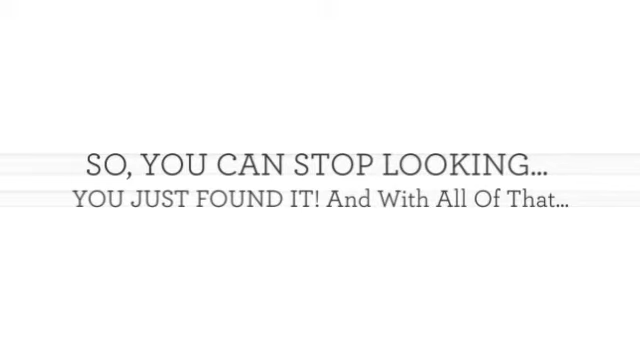 SO, YOU CAN STOP LOOKING...
YOU JUST FOUND IT! And With All Of That...